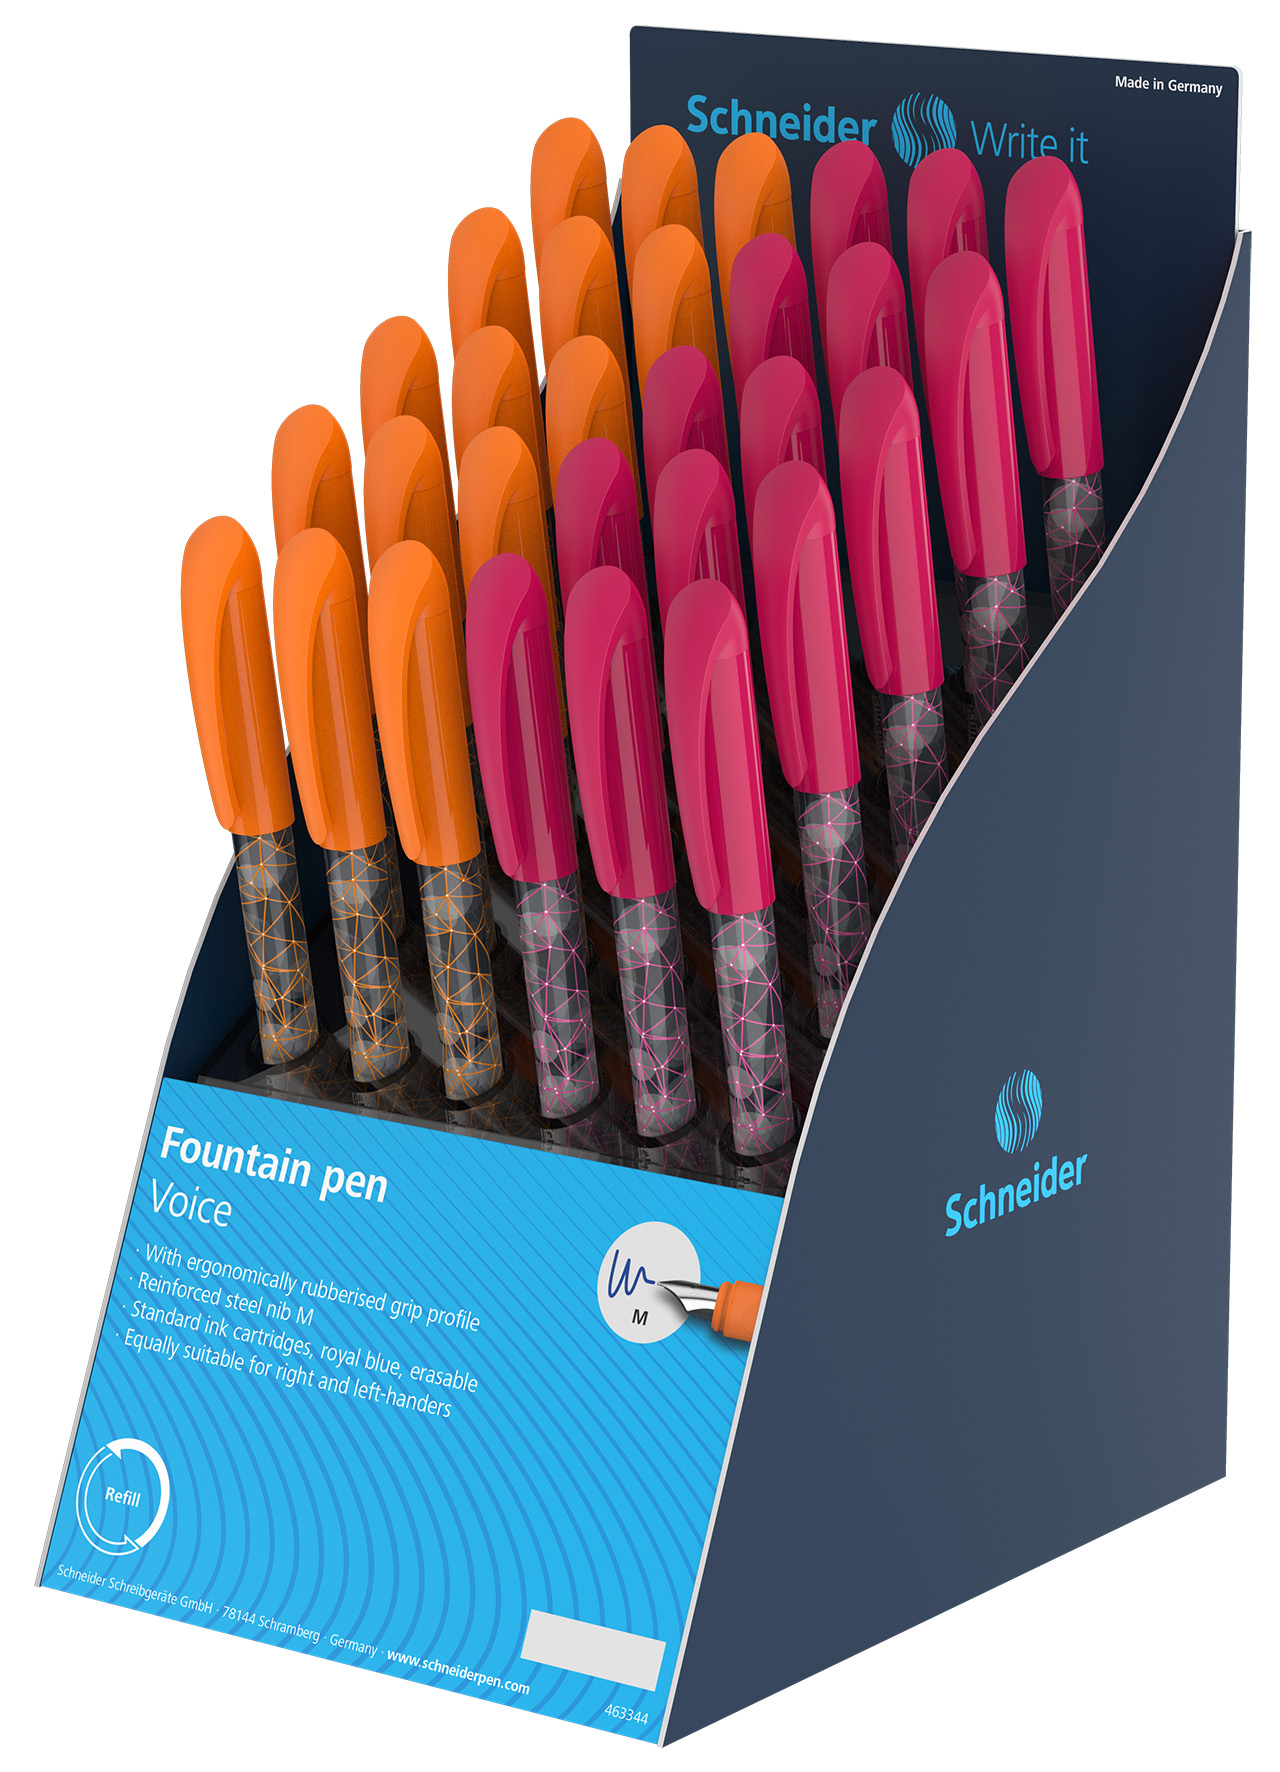 Made in Germany
Schneider Write it
Fountain pen
Voice
· With ergonomically rubberised grip profile
· Reinforced steel nib M
· Standard ink cartridges, royal blue, erasable
· Equally suitable for right and left-handers
M
Refill
Schneider Schreibgeräte GmbH · 78144 Schramberg · Germany · www.schneiderpen.com
463344
Schneider